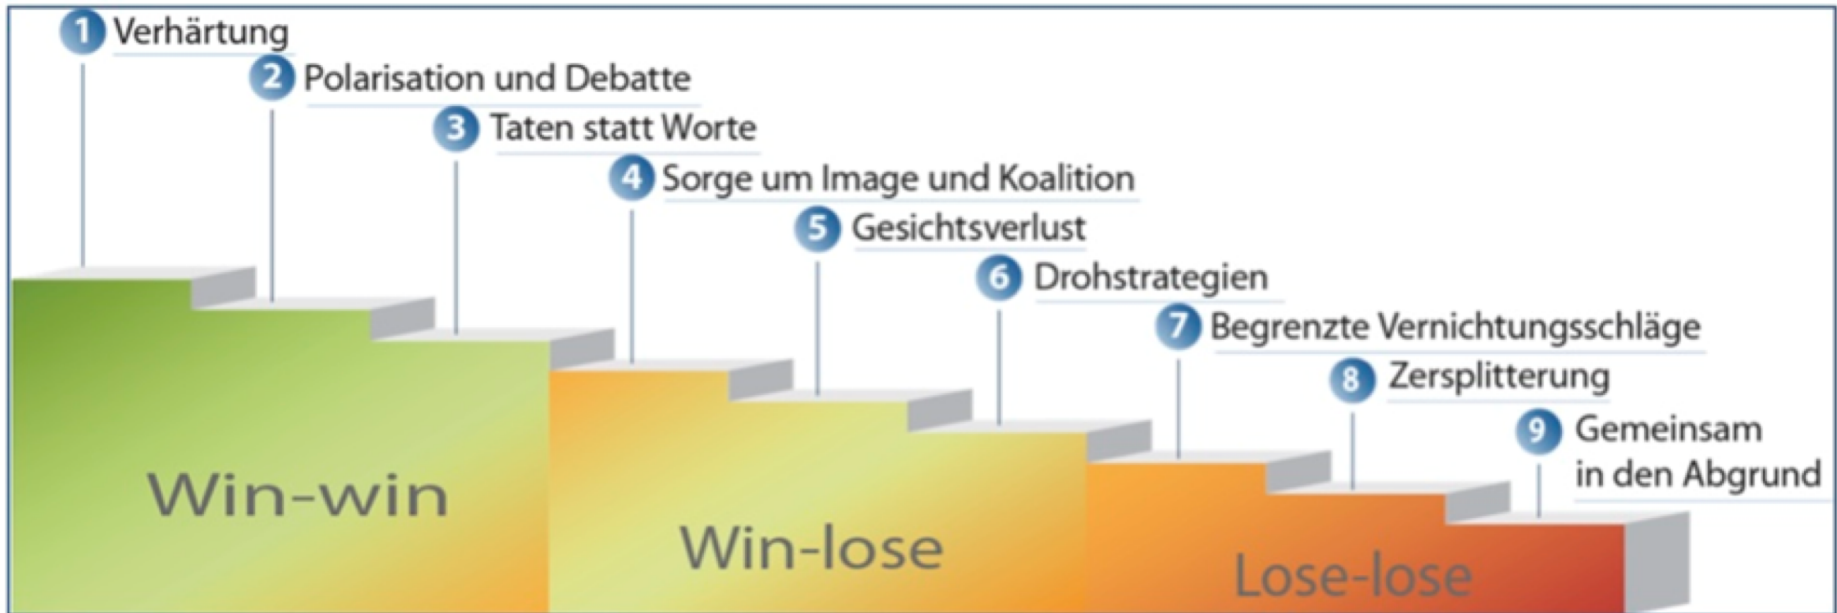 1 Verhärtung
2 Polarisation und Debatte
3 Taten statt Worte
4 Sorge um Image und Koalition
5 Gesichtsverlust
6 Drohstrategien
7 Begrenzte Vernichtungsschläge
8 Zersplitterung
9 Gemeinsam
in den Abgrund
Win-win
Win-lose
Lose-lose